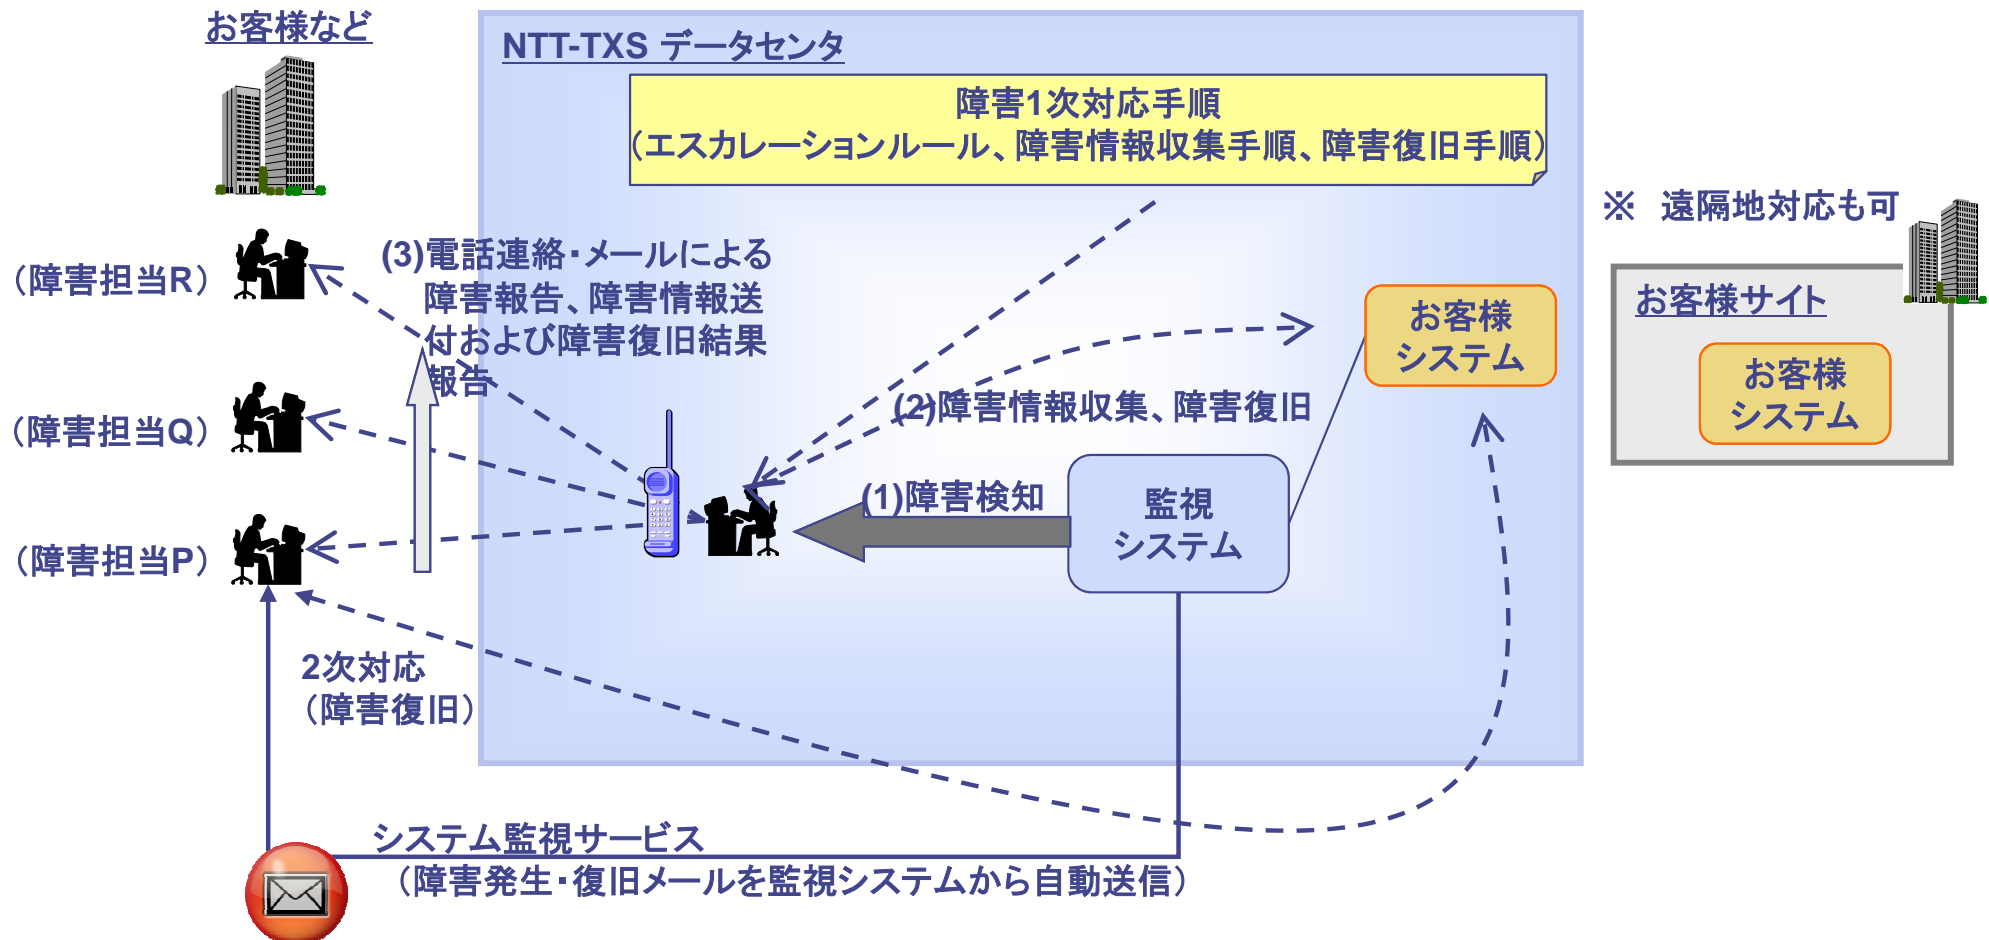 お客様など
NTT-TXS データセンタ
障害1次対応手順
（エスカレーションルール、障害情報収集手順、障害復旧手順）
※　遠隔地対応も可
（障害担当R）
(3)電話連絡・メールによる
障害報告、障害情報送
付および障害復旧結果
報告
お客様
システム
お客様サイト
お客様
システム
（障害担当Q）
(2)障害情報収集、障害復旧
(1)障害検知
監視
システム
（障害担当P）
2次対応
（障害復旧）
システム監視サービス
（障害発生・復旧メールを監視システムから自動送信）